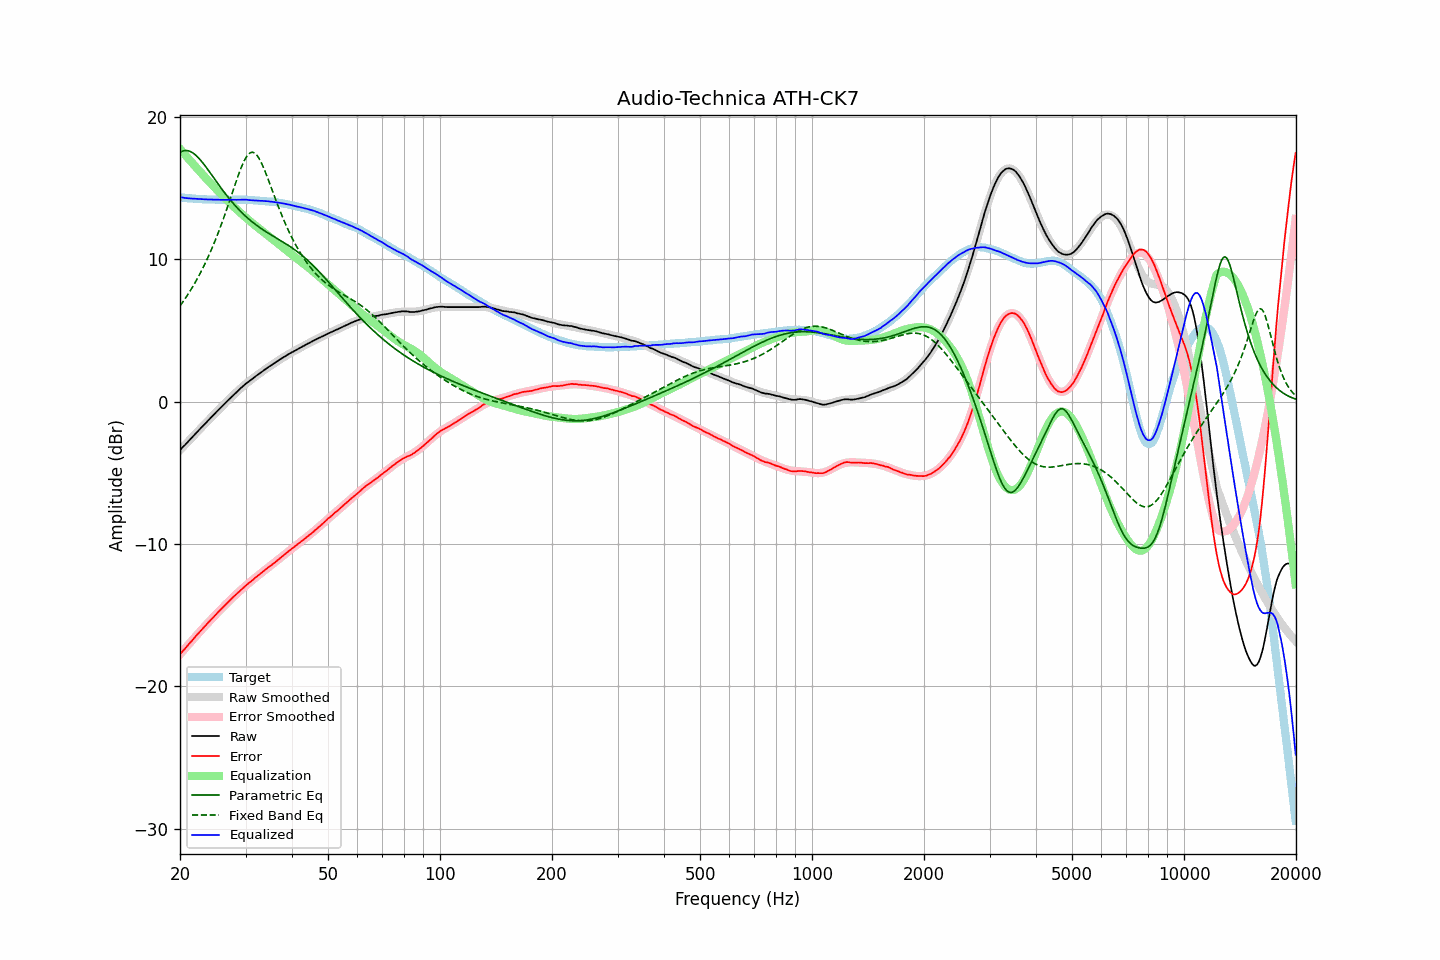 Audio-Technica ATH-CK7
Amplitude (dBr)
20
10
0
−10
−20
−30
Target
Raw Smoothed
Error Smoothed
Raw
Error
Equalization
Parametric Eq
Fixed Band Eq
Equalized
20 50 100 200 500 1000 2000 5000 10000 20000
Frequency (Hz)